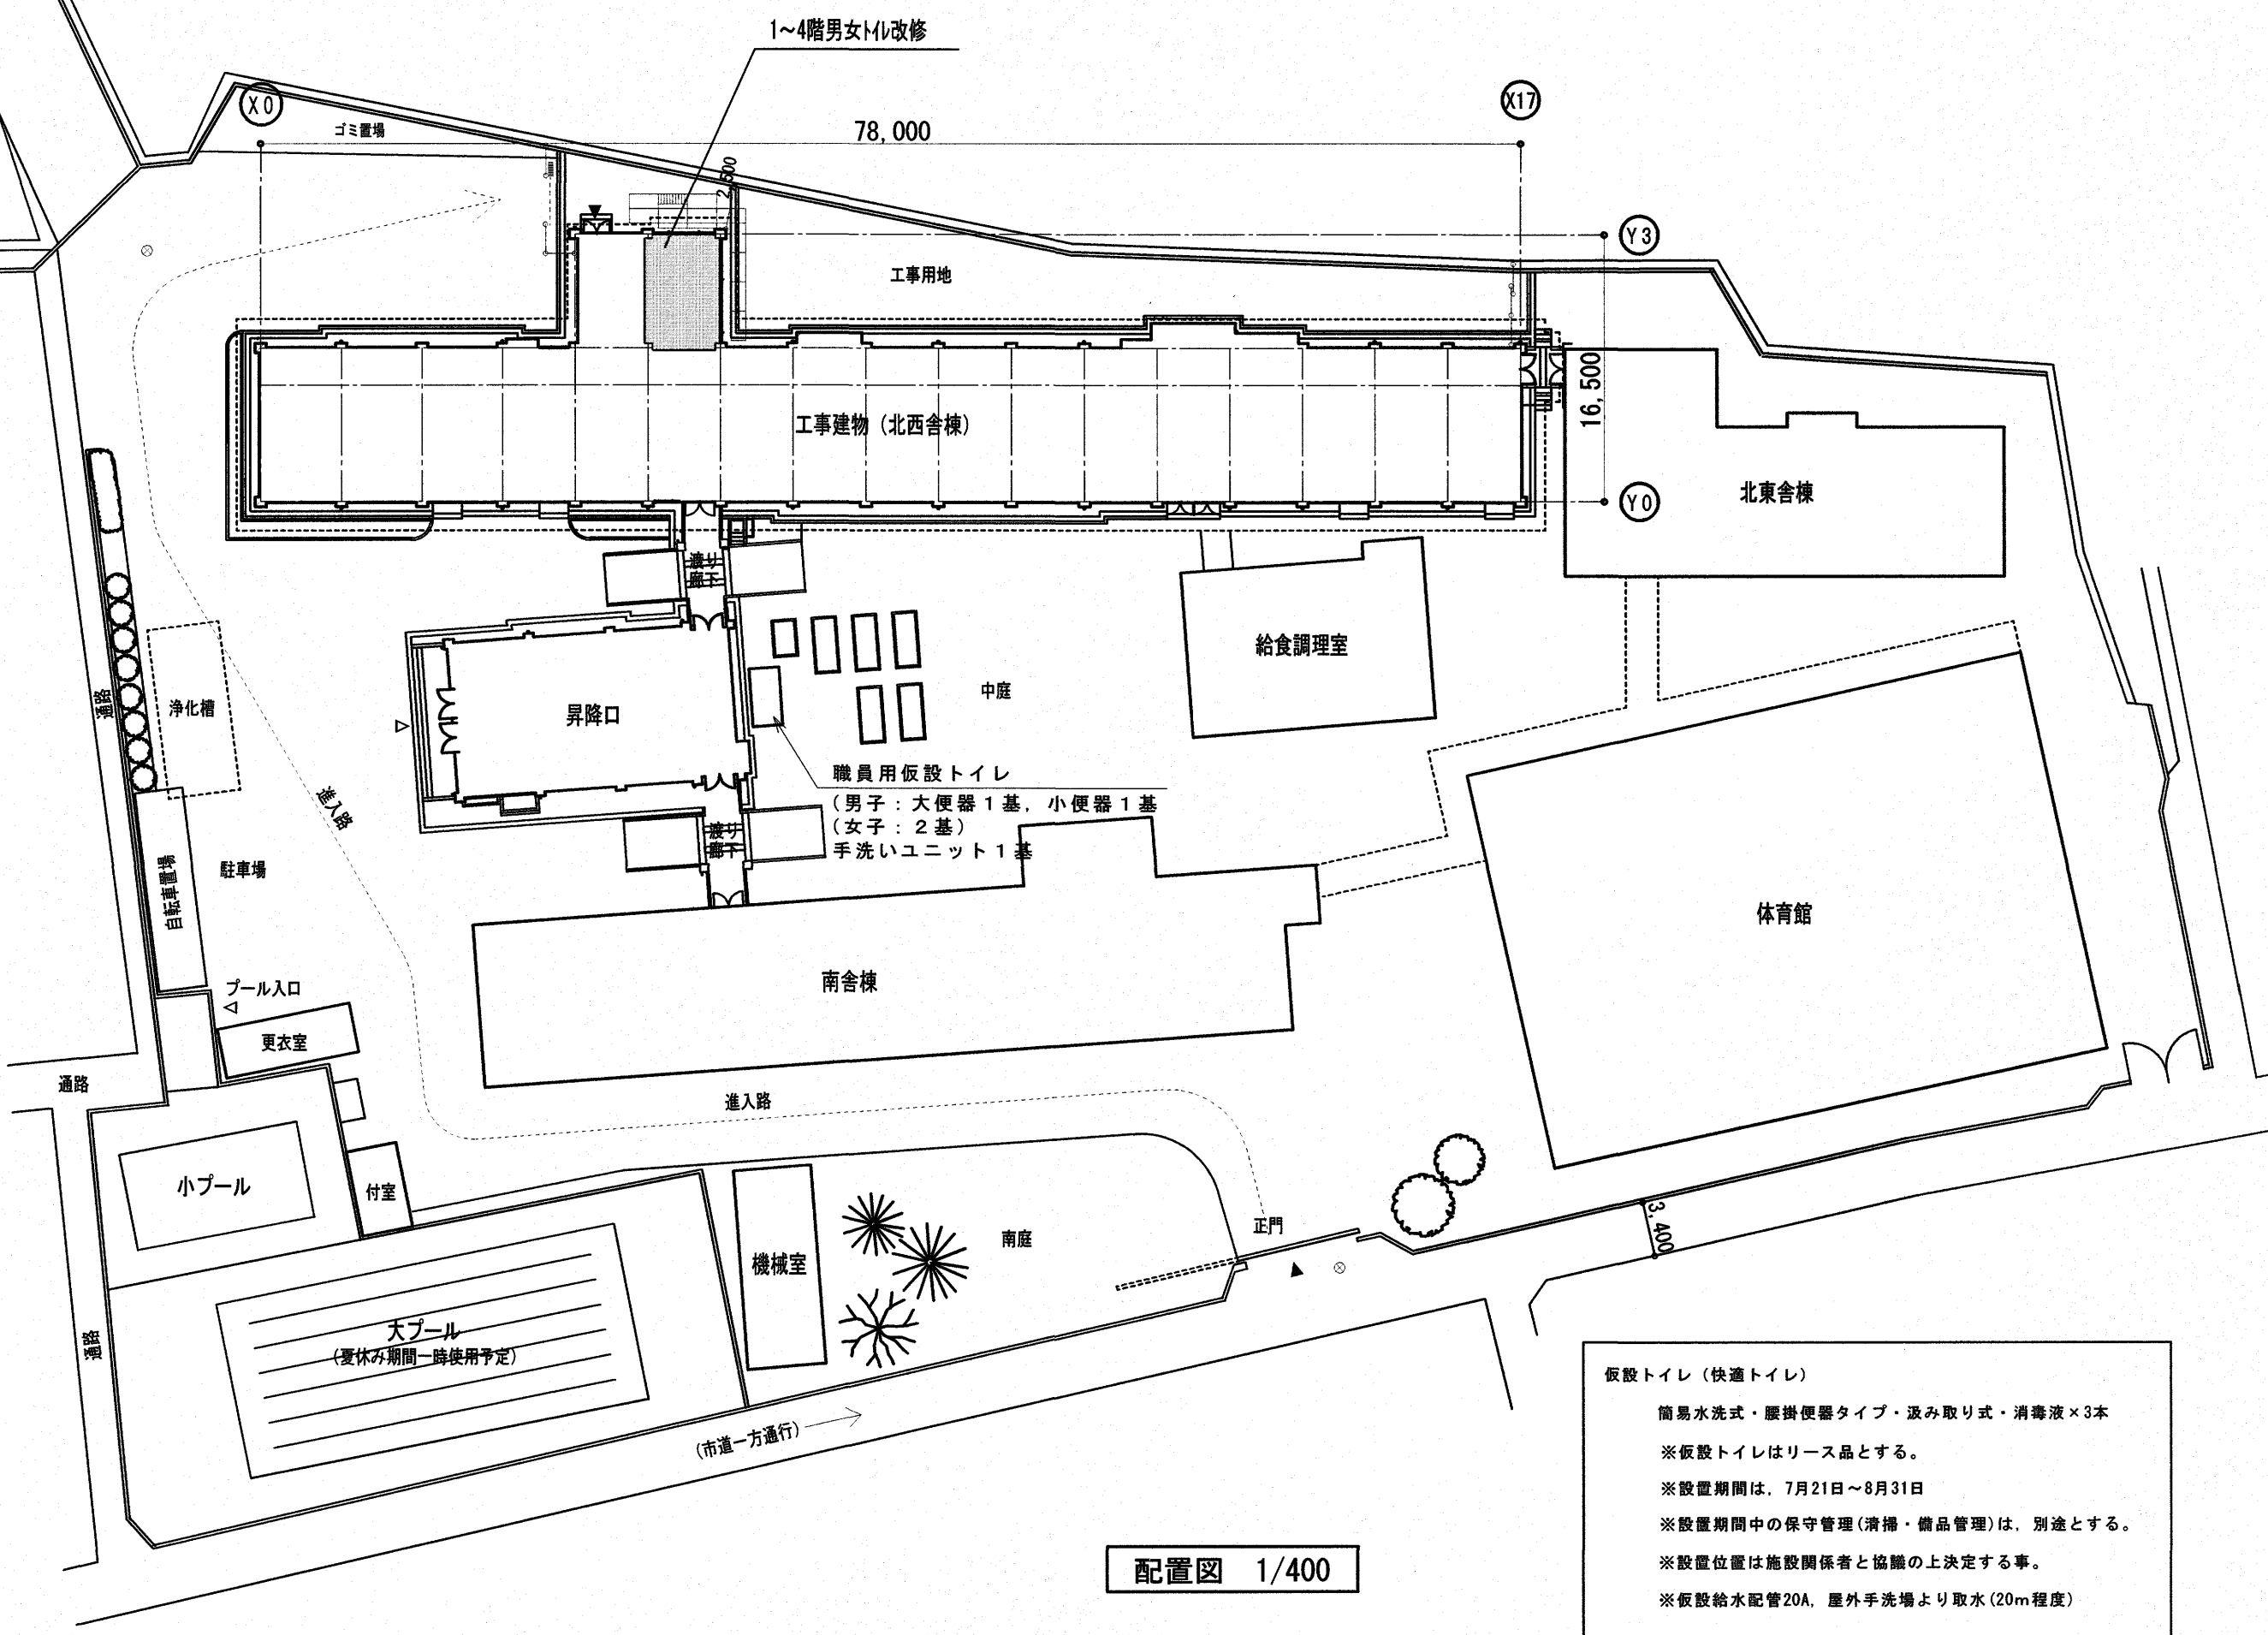 1～4階男女トイレ改修
X0
X17
ゴミ置場
78,000
2,500
Y3
工事用地
16,500
工事建物（北西舎棟）
北東舎棟
Y0
渡り
廊下
給食調理室
中庭
通路
浄化槽
昇降口
職員用仮設トイレ
（男子：大便器１基，小便器１基
（女子：２基）
手洗いユニット１基
進入路
渡り
廊下
駐車場
自転車置場
体育館
南舎棟
プール入口
更衣室
通路
進入路
小プール
付室
機械室
南庭
正門
3,400
大プール
（夏休み期間一時使用予定）
通路
（市道一方通行）
仮設トイレ（快適トイレ）
簡易水洗式・腰掛便器タイプ・汲み取り式・消毒液×3本
※仮設トイレはリース品とする。
※設置期間は，7月21日～8月31日
※設置期間中の保守管理(清掃・備品管理)は，別途とする。
※設置位置は施設関係者と協議の上決定する事。
※仮設給水配管20A，屋外手洗場より取水(20m程度)
配置図　1/400